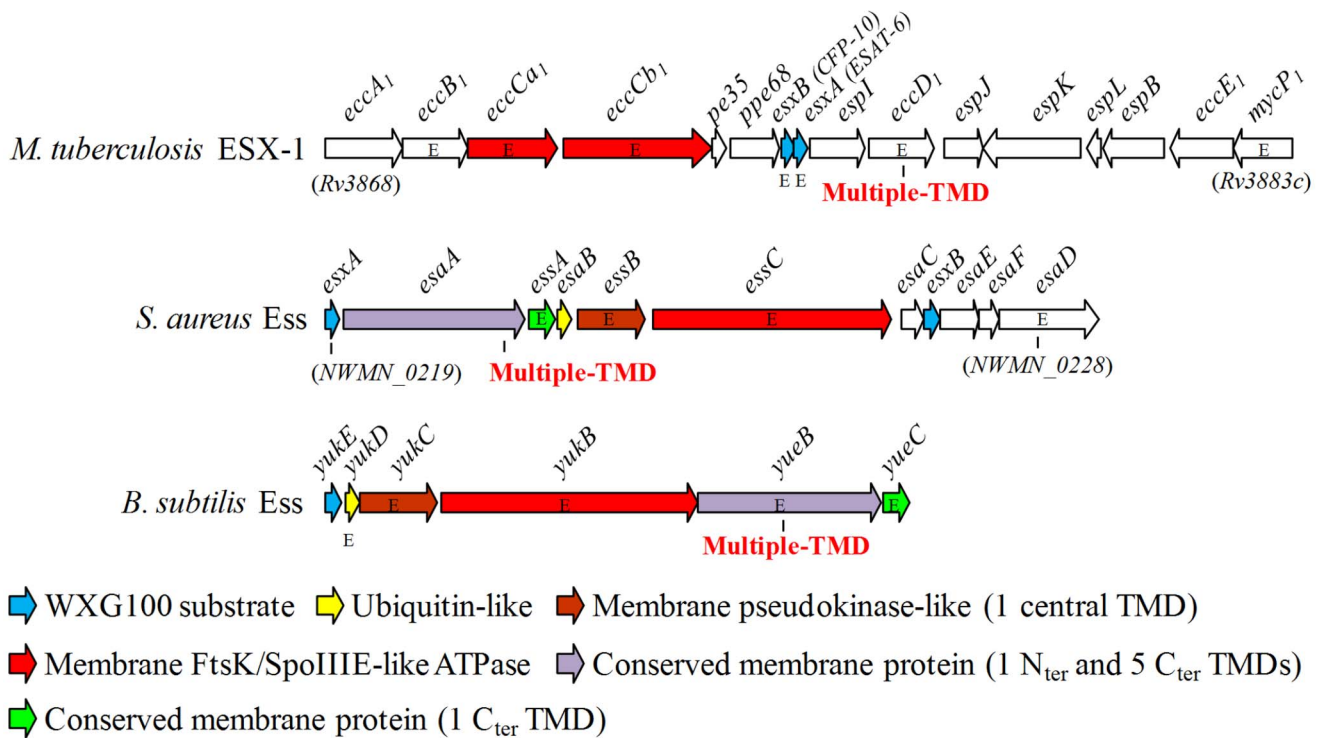 eccA1 eccB1 eccCa1 eccCb1 pe35 ppe68 esxB (CFP-10) esxA (ESAT-6) espI eccD1 espJ espK espL espB eccE1 mycP1
M. tuberculosis ESX-1 E E E E E
E E
(Rv3868) Multiple-TMD (Rv3883c)
esxA esaA essA esaB essB essC esaC esxB esaE esaF esaD
S. aureus Ess E E
(NWMN_0219) Multiple-TMD (NWMN_0228)
yukE yukD yukC yukB yueB yueC
B. subtilis Ess E E E E
E Multiple-TMD
WXG100 substrate Ubiquitin-like Membrane pseudokinase-like (1 central TMD)
Membrane FtsK/SpoIIIE-like ATPase Conserved membrane protein (1 Nter and 5 Cter TMDs)
Conserved membrane protein (1 Cter TMD)